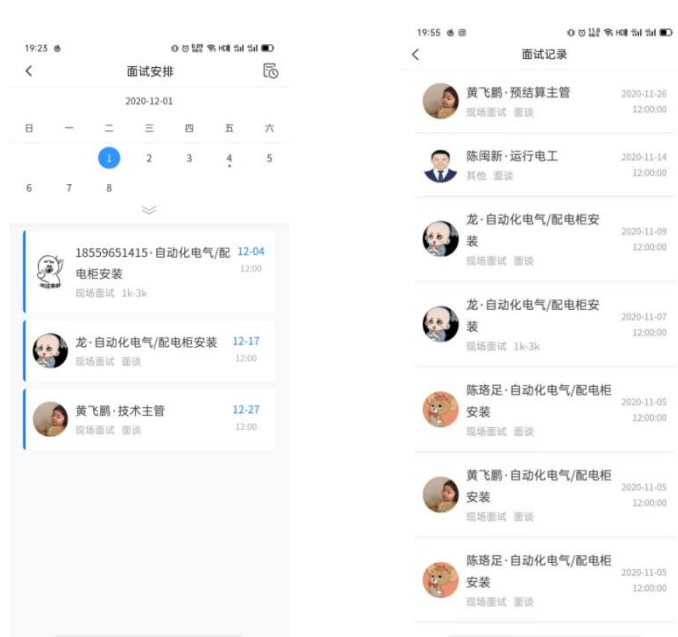 19:23
面试安排
2020-12-01
日 一 二 三 四 五 六
1 2 3 4 5
6 7 8
18559651415·自动化电气/配 12-04
电柜安装 12:00
现场面试 1k-3k
龙·自动化电气/配电柜安装 12-17
现场面试 面谈 12:00
黄飞鹏·技术主管 12-27
现场面试 面谈 12:00
19:55
面试记录
黄飞鹏·预结算主管 2020-11-26
现场面试 面谈 12:00:00
陈闽新·运行电工 2020-11-14
其他 面谈 12:00:00
龙·自动化电气/配电柜安
装
现场面试 面谈
2020-11-09
12:00:00
龙·自动化电气/配电柜安
装
现场面试 1k-3k
2020-11-07
12:00:00
陈珞足·自动化电气/配电柜
安装
现场面试 面谈
2020-11-05
12:00:00
黄飞鹏·自动化电气/配电柜
安装
现场面试 面谈
2020-11-05
12:00:00
陈珞足·自动化电气/配电柜
安装
现场面试 面谈
2020-11-05
12:00:00